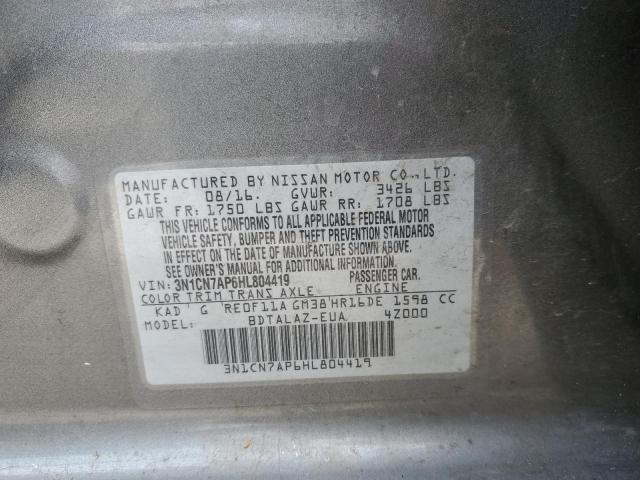 MANUFACTURED BY NISSAN MOTOR CO.,LTD.
DATE: 08/16. GVWR: 3426 LBS
GAWR FR: 1750 LBS GAWR RR: 1708 LBS
THIS VEHICLE CONFORMS TO ALL APPLICABLE FEDERAL MOTOR
VEHICLE SAFETY, BUMPER AND THEFT PREVENTION STANDARDS
IN EFFECT ON THE DATE OF MANUFACTURE SHOWN ABOVE.
SEE OWNER'S MANUAL FOR ADDITIONAL INFORMATION.
VIN: 3N1CN7AP6HL804419 PASSENGER CAR.
COLOR TRIM TRANS AXLE ENGINE
KAD G RE0F11A GM38 HR16DE 1598 CC
MODEL: BDTALAZ-EUA 4Z000
3N1CN7AP6HL804419